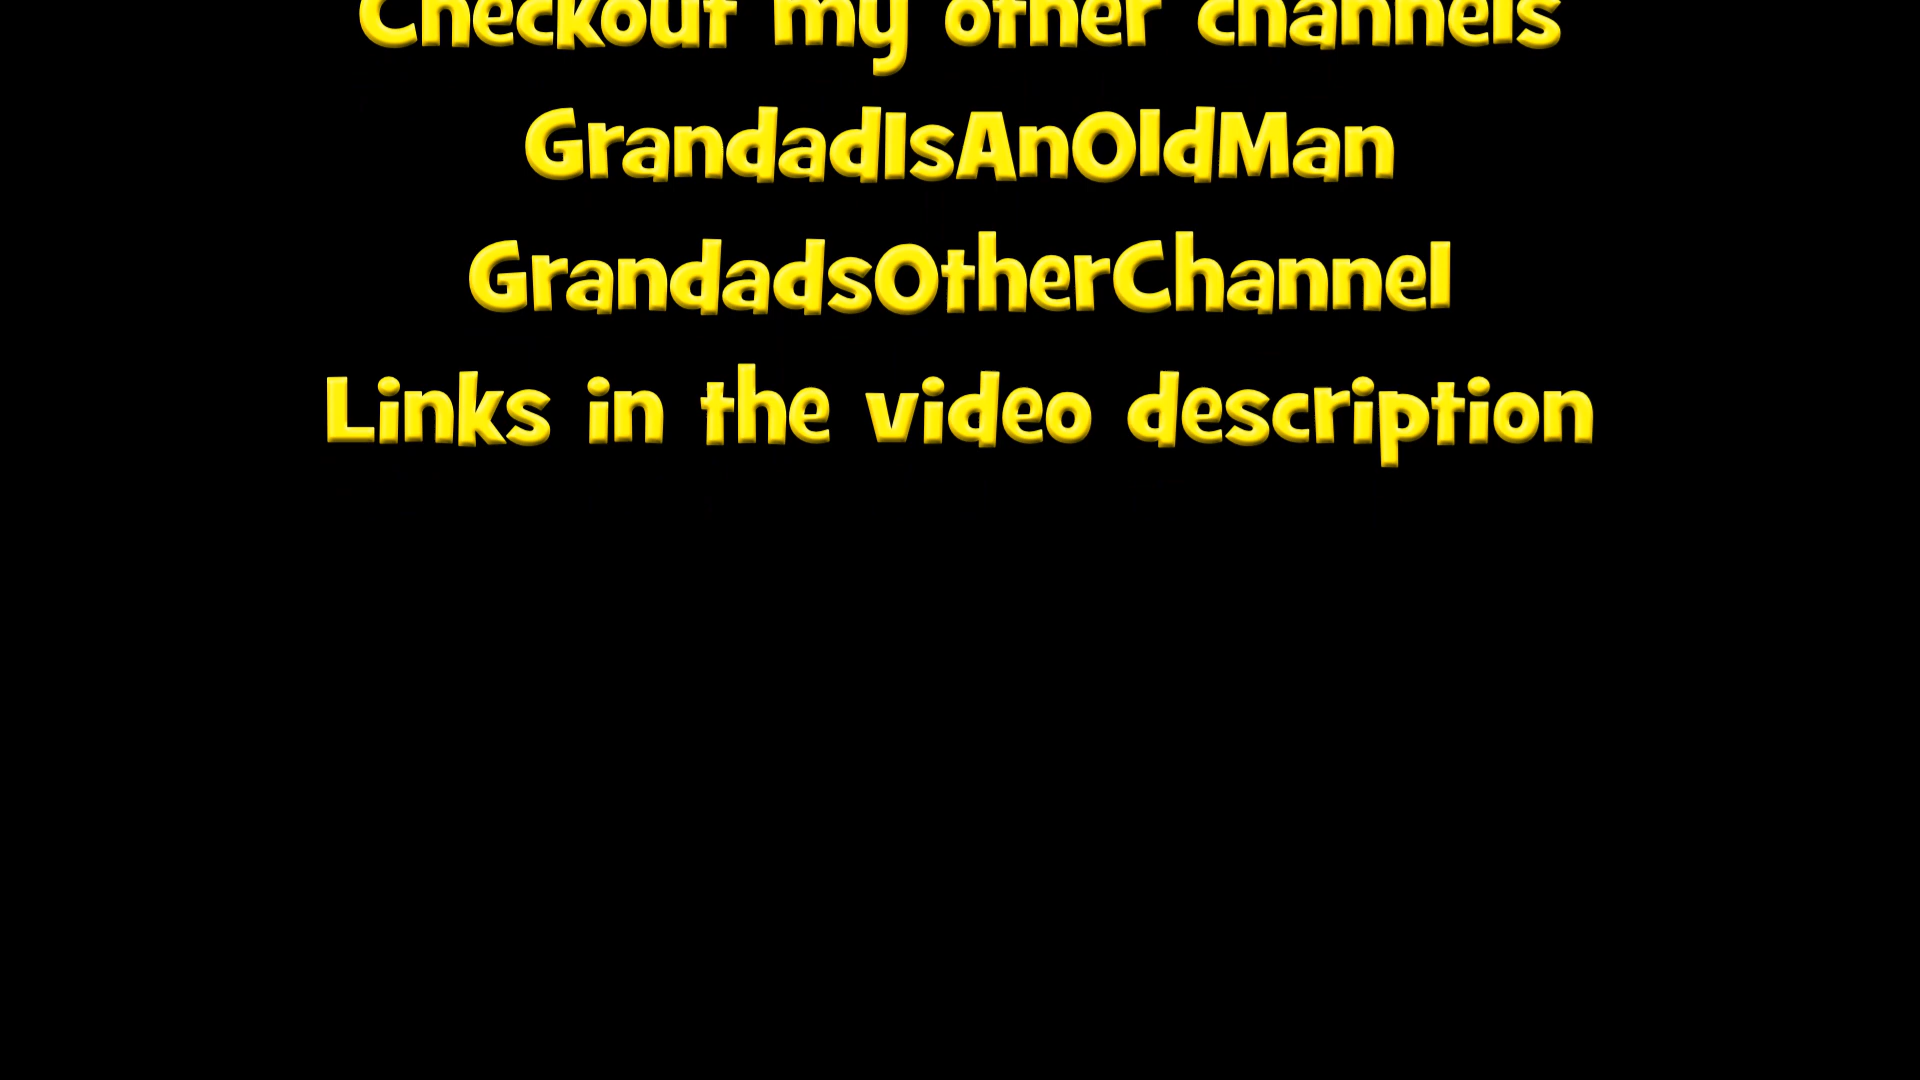 Checkout my other channels
GrandadIsAnOldMan
GrandadsOtherChannel
Links in the video description